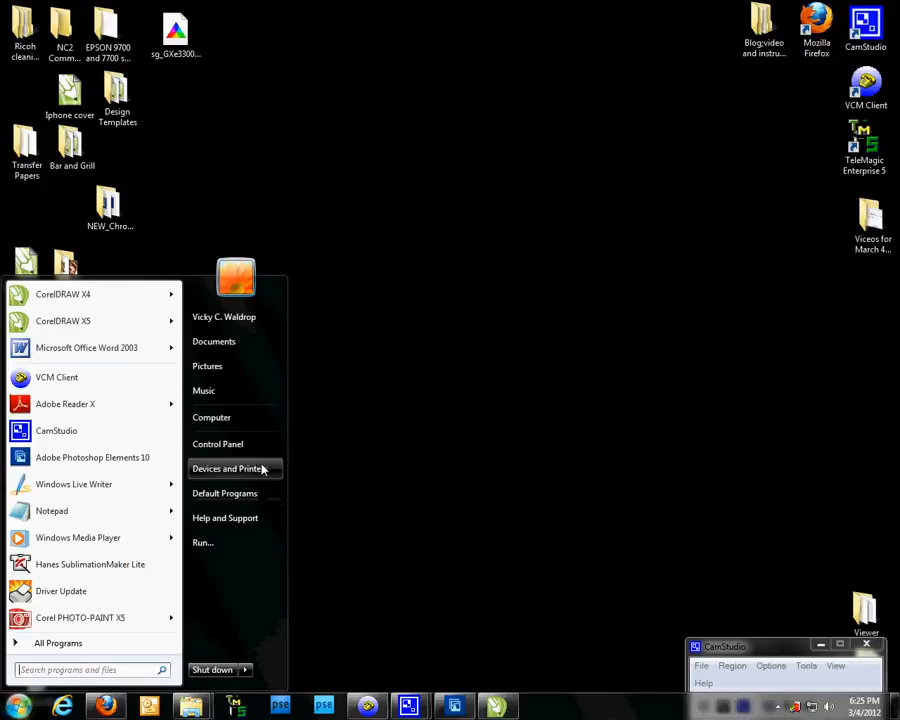 Ricoh
cleani...
NC2
Comm...
EPSON 9700
and 7700 s...
sg_GXe3300...
Blog;video
and instru...
Mozilla
Firefox
CamStudio
Iphone cover
Design
Templates
VCM Client
Transfer
Papers
Bar and Grill
TMS
TeleMagic
Enterprise 5
NEW_Chro...
Viceos for
March 4...
CorelDRAW X4
CorelDRAW X5
Microsoft Office Word 2003
VCM Client
Adobe Reader X
CamStudio
Adobe Photoshop Elements 10
Windows Live Writer
Notepad
Windows Media Player
Hanes SublimationMaker Lite
Driver Update
Corel PHOTO-PAINT X5
All Programs
Search programs and files
Vicky C. Waldrop
Documents
Pictures
Music
Computer
Control Panel
Devices and Printe
Default Programs
Help and Support
Run...
Shut down
Viewer
CamStudio
File Region Options Tools View
Help
pse
pse
6:25 PM
3/4/2012